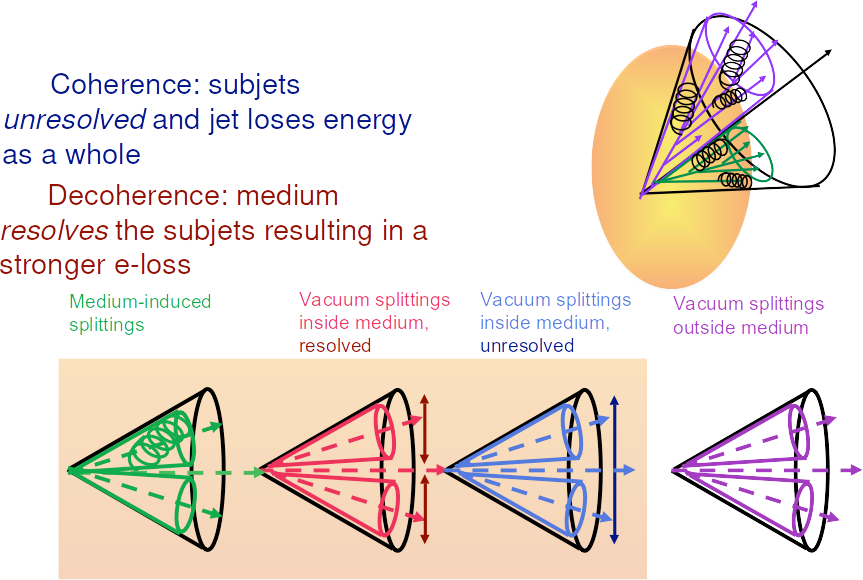 Coherence: subjets
unresolved and jet loses energy
as a whole
Decoherence: medium
resolves the subjets resulting in a
stronger e-loss
Medium-induced
splittings
Vacuum splittings
inside medium,
resolved
Vacuum splittings
inside medium,
unresolved
Vacuum splittings
outside medium